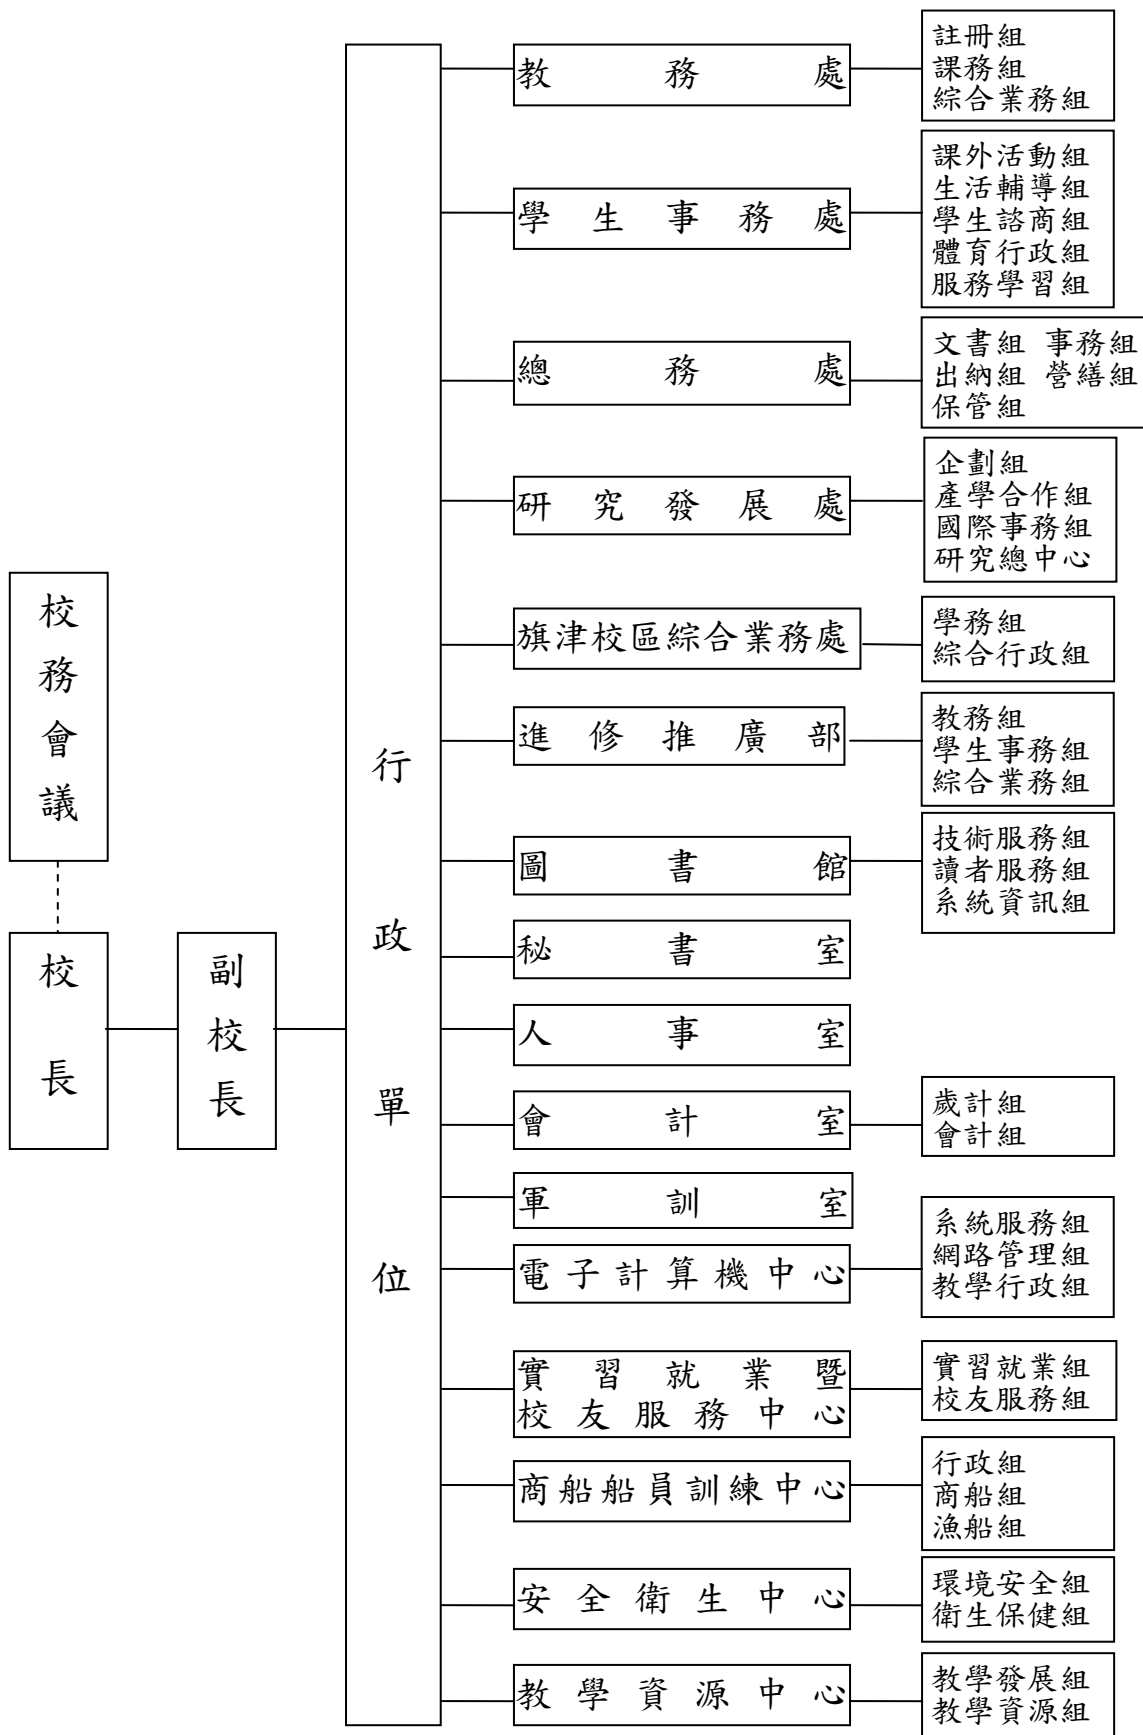 校務會議
校長
副校長
行政單位
教務處
註冊組
課務組
綜合業務組
學生事務處
課外活動組
生活輔導組
學生諮商組
體育行政組
服務學習組
總務處
文書組 事務組
出納組 營繕組
保管組
研究發展處
企劃組
產學合作組
國際事務組
研究總中心
旗津校區綜合業務處
學務組
綜合行政組
進修推廣部
教務組
學生事務組
綜合業務組
圖書館
技術服務組
讀者服務組
系統資訊組
秘書室
人事室
會計室
歲計組
會計組
軍訓室
電子計算機中心
系統服務組
網路管理組
教學行政組
實習就業暨
校友服務中心
實習就業組
校友服務組
商船船員訓練中心
行政組
商船組
漁船組
安全衛生中心
環境安全組
衛生保健組
教學資源中心
教學發展組
教學資源組